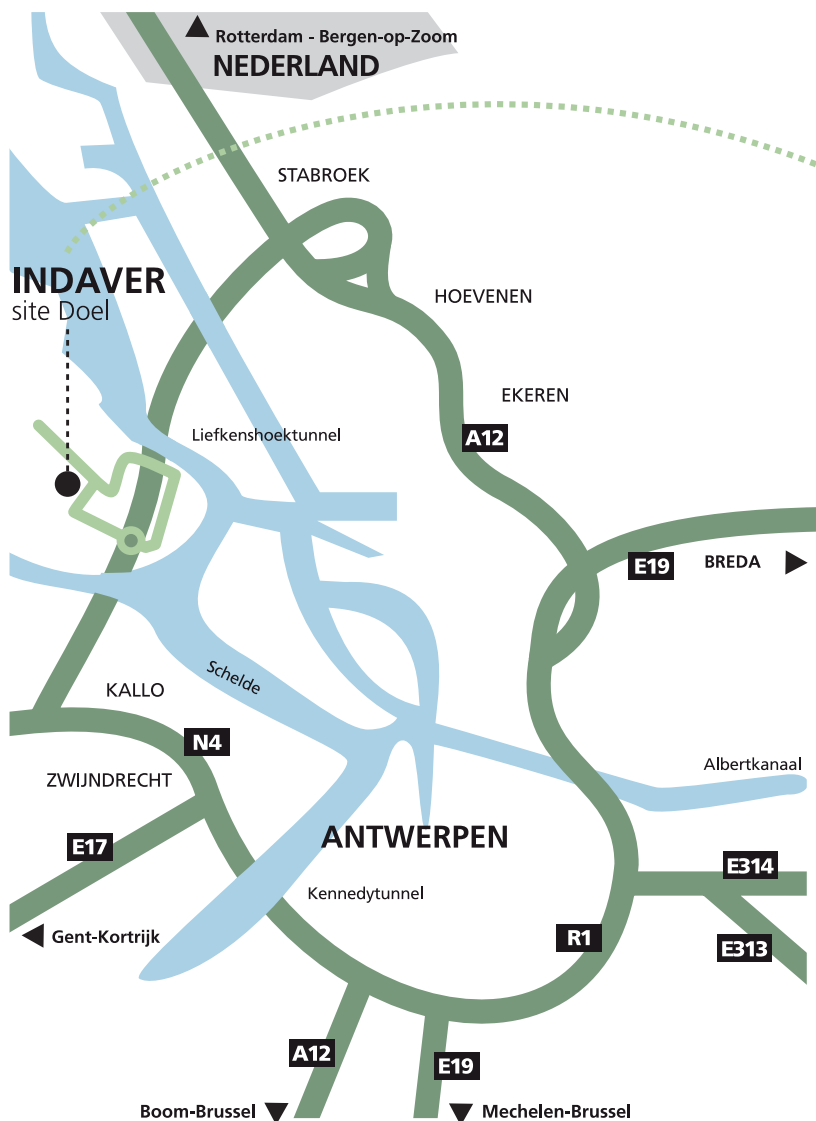 Rotterdam - Bergen-op-Zoom
NEDERLAND
STABROEK
INDAVER
site Doel
HOEVENEN
EKEREN
Liefkenshoektunnel
A12
E19
BREDA
Schelde
KALLO
N4
Albertkanaal
ZWIJNDRECHT
ANTWERPEN
E17
E314
Kennedytunnel
Gent-Kortrijk
R1
E313
A12
E19
Boom-Brussel
Mechelen-Brussel